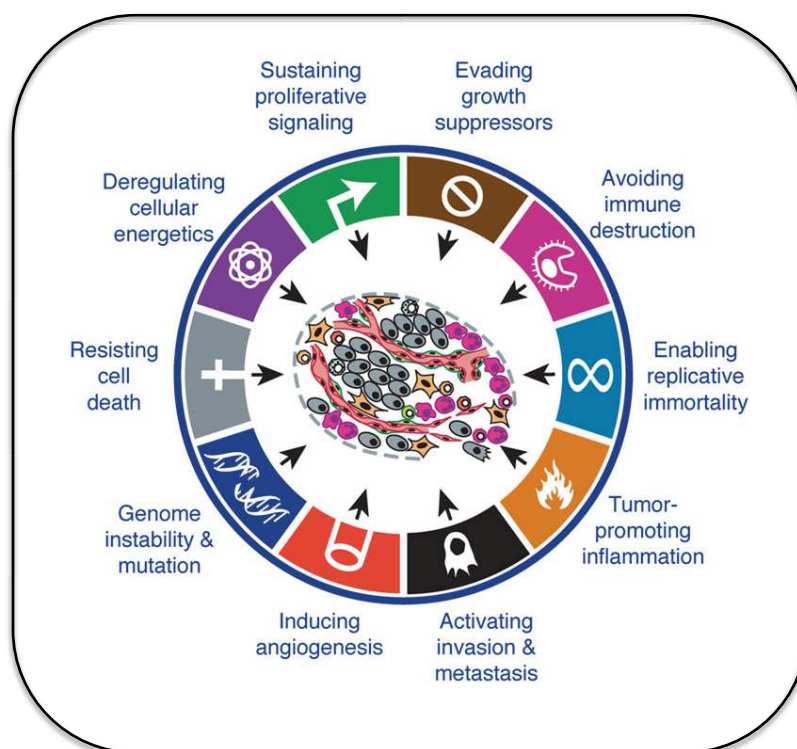 Sustaining
proliferative
signaling
Evading
growth
suppressors
Avoiding
immune
destruction
Enabling
replicative
immortality
Tumor-
promoting
inflammation
Activating
invasion &
metastasis
Inducing
angiogenesis
Genome
instability &
mutation
Resisting
cell
death
Deregulating
cellular
energetics